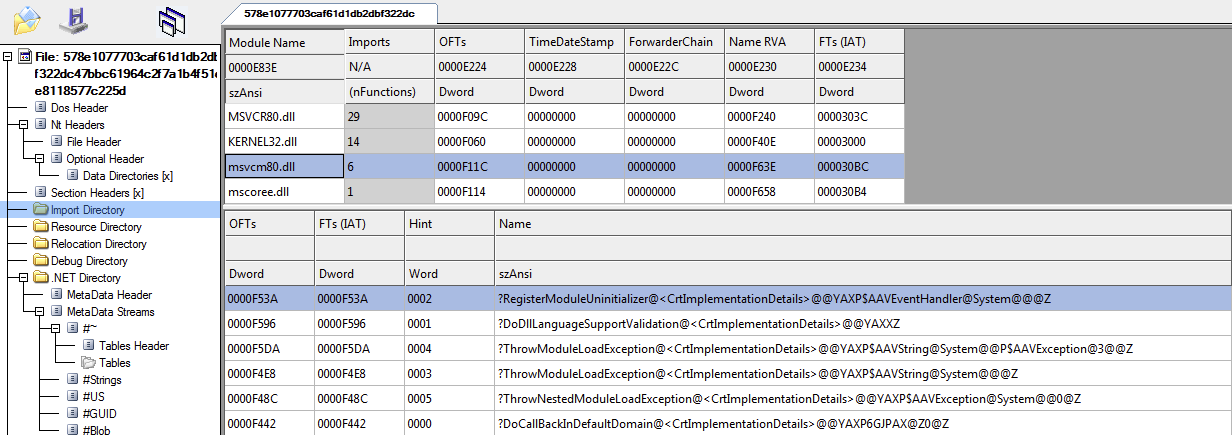 578e1077703caf61d1db2dbf322dc
File: 578e1077703caf61d1db2db
f322dc47bbc61964c2f7a1b4f51
e8118577c225d
Dos Header
Nt Headers
File Header
Optional Header
Data Directories [x]
Section Headers [x]
Import Directory
Resource Directory
Relocation Directory
Debug Directory
.NET Directory
MetaData Header
MetaData Streams
#~
Tables Header
Tables
#Strings
#US
#GUID
#Blob
Module Name Imports OFTs TimeDateStamp ForwarderChain Name RVA FTs (IAT)
0000E83E N/A 0000E224 0000E228 0000E22C 0000E230 0000E234
szAnsi (nFunctions) Dword Dword Dword Dword Dword
MSVCR80.dll 29 0000F09C 00000000 00000000 0000F240 0000303C
KERNEL32.dll 14 0000F060 00000000 00000000 0000F40E 00003000
msvcm80.dll 6 0000F11C 00000000 00000000 0000F63E 000030BC
mscoree.dll 1 0000F114 00000000 00000000 0000F658 000030B4
OFTs FTs (IAT) Hint Name
Dword Dword Word szAnsi
0000F53A 0000F53A 0002 ?RegisterModuleUninitializer@<CrtImplementationDetails>@@YAXP$AAVEventHandler@System@@@Z
0000F596 0000F596 0001 ?DoDllLanguageSupportValidation@<CrtImplementationDetails>@@YAXXZ
0000F5DA 0000F5DA 0004 ?ThrowModuleLoadException@<CrtImplementationDetails>@@YAXP$AAVString@System@@P$AAVException@3@@Z
0000F4E8 0000F4E8 0003 ?ThrowModuleLoadException@<CrtImplementationDetails>@@YAXP$AAVString@System@@@Z
0000F48C 0000F48C 0005 ?ThrowNestedModuleLoadException@<CrtImplementationDetails>@@YAXP$AAVException@System@@0@Z
0000F442 0000F442 0000 ?DoCallBackInDefaultDomain@<CrtImplementationDetails>@@YAXP6GJPAX@Z0@Z